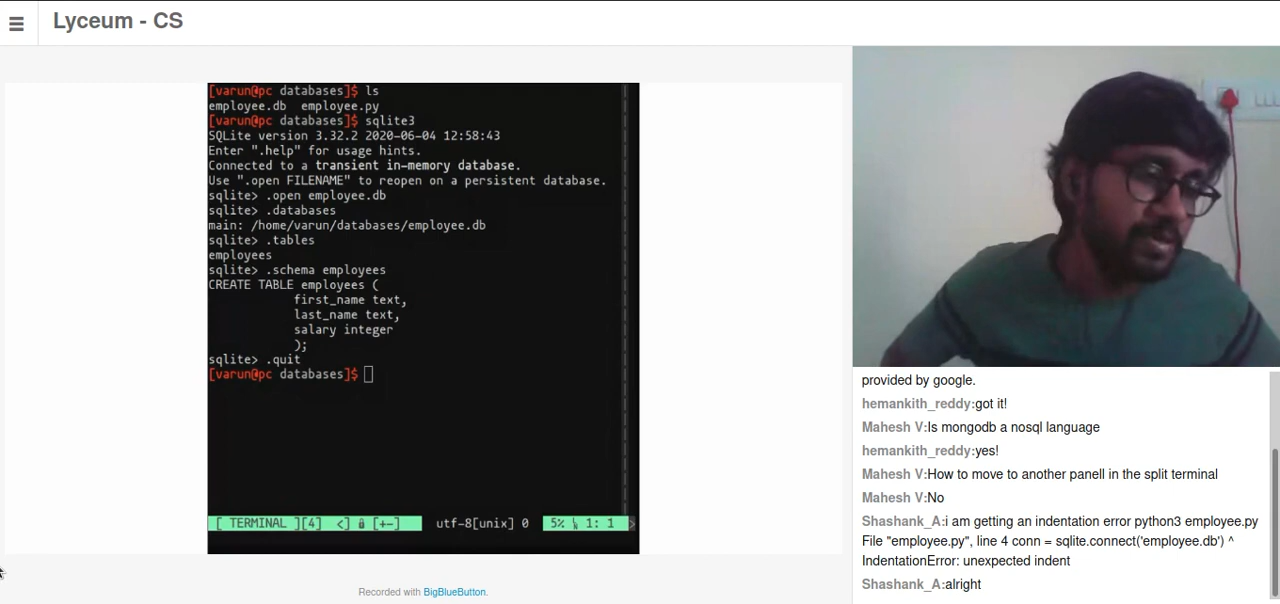 Lyceum - CS
[varun@pc databases]$ ls
employee.db  employee.py
[varun@pc databases]$ sqlite3
SQLite version 3.32.2 2020-06-04 12:58:43
Enter ".help" for usage hints.
Connected to a transient in-memory database.
Use ".open FILENAME" to reopen on a persistent database.
sqlite> .open employee.db
sqlite> .databases
main: /home/varun/databases/employee.db
sqlite> .tables
employees
sqlite> .schema employees
CREATE TABLE employees (
first_name text,
last_name text,
salary integer
);
sqlite> .quit
[varun@pc databases]$
[ TERMINAL ][4] <] [+-] utf-8[unix] 0 5% 1: 1 >
Recorded with BigBlueButton.
provided by google.
hemankith_reddy:got it!
Mahesh V:Is mongodb a nosql language
hemankith_reddy:yes!
Mahesh V:How to move to another panell in the split terminal
Mahesh V:No
Shashank_A:i am getting an indentation error python3 employee.py
File "employee.py", line 4 conn = sqlite.connect('employee.db') ^
IndentationError: unexpected indent
Shashank_A:alright